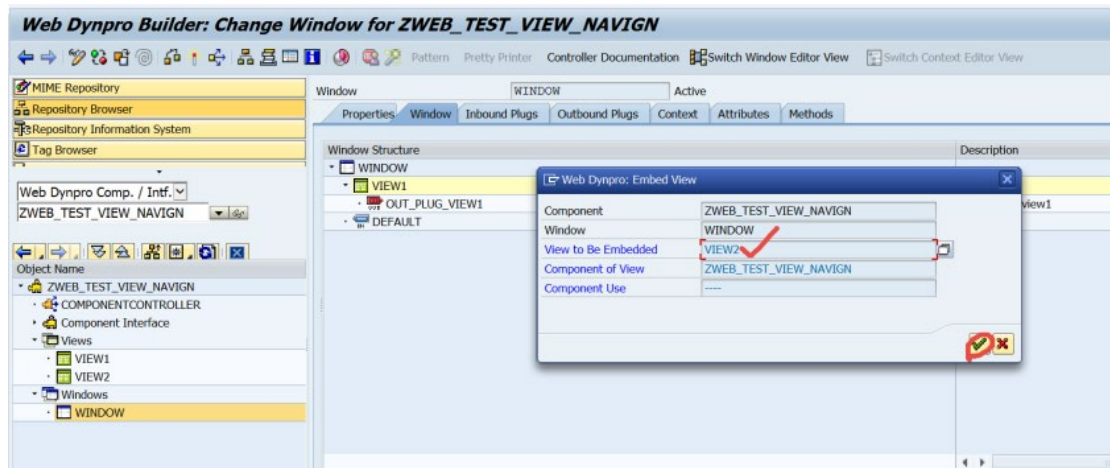 Web Dynpro Builder: Change Window for ZWEB_TEST_VIEW_NAVIGN
Pattern Pretty Printer Controller Documentation Switch Window Editor View Switch Context Editor View
MIME Repository
Repository Browser
Repository Information System
Tag Browser
Web Dynpro Comp. / Intf.
ZWEB_TEST_VIEW_NAVIGN
Object Name
ZWEB_TEST_VIEW_NAVIGN
COMPONENTCONTROLLER
Component Interface
Views
VIEW1
VIEW2
Windows
WINDOW
Window WINDOW Active
Properties Window Inbound Plugs Outbound Plugs Context Attributes Methods
Window Structure Description
WINDOW
VIEW1
OUT_PLUG_VIEW1 view1
DEFAULT
Web Dynpro: Embed View
Component ZWEB_TEST_VIEW_NAVIGN
Window WINDOW
View to Be Embedded VIEW2
Component of View ZWEB_TEST_VIEW_NAVIGN
Component Use ----